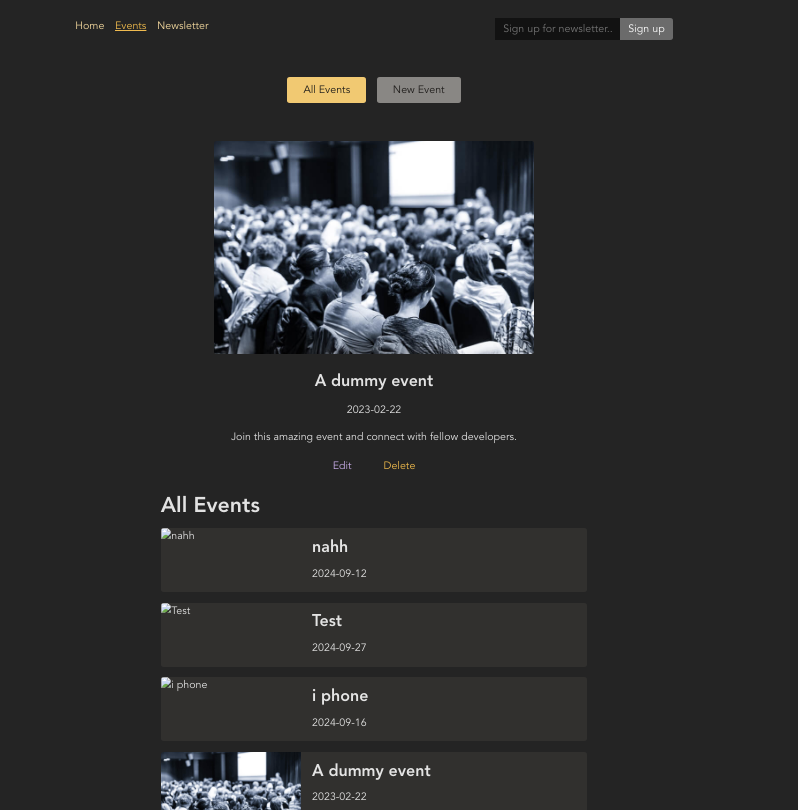 Home Events Newsletter Sign up for newsletter.. Sign up
All Events New Event
A dummy event
2023-02-22
Join this amazing event and connect with fellow developers.
Edit Delete
All Events
nahh nahh
2024-09-12
Test Test
2024-09-27
i phone i phone
2024-09-16
A dummy event
2023-02-22